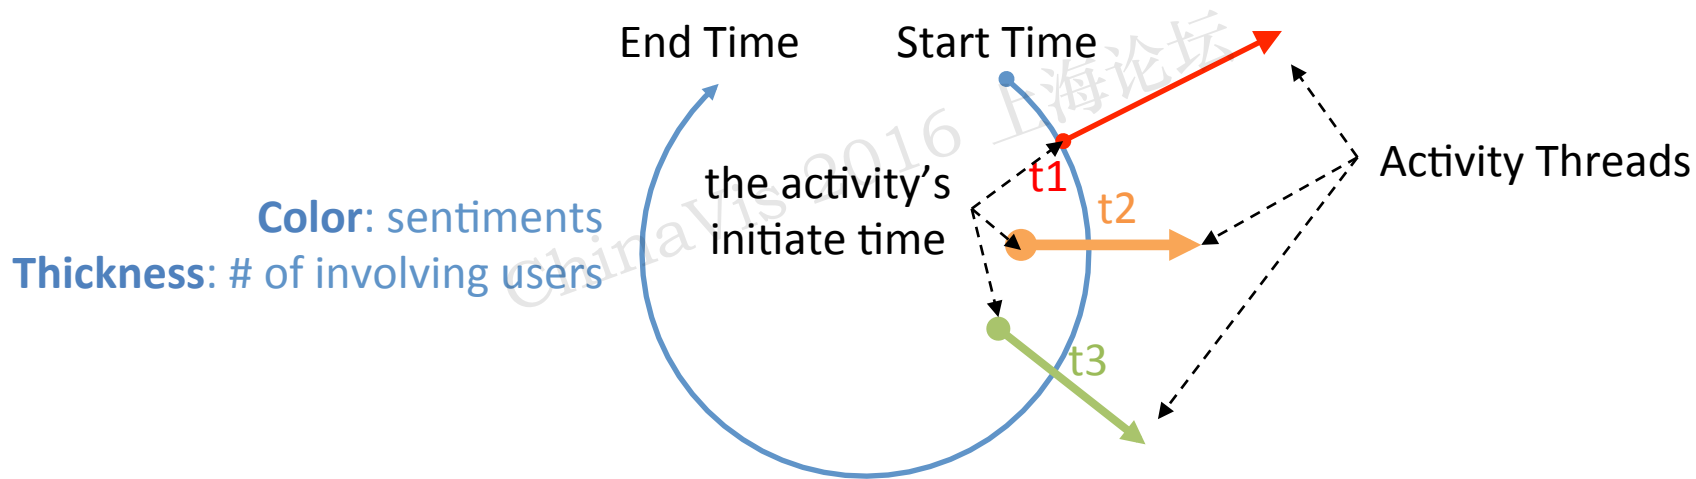 End Time
Start Time
t1
the activity's
initiate time
Activity Threads
t2
Color: sentiments
Thickness: # of involving users
t3
ChinaVis 2016 上海论坛